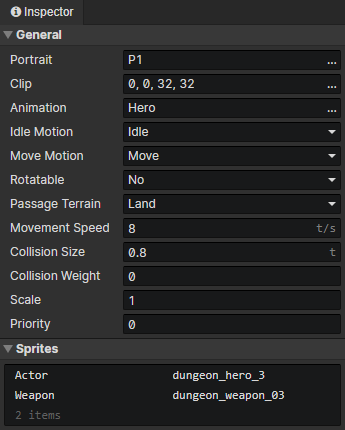 Inspector
General
Portrait P1 ...
Clip 0, 0, 32, 32 ...
Animation Hero ...
Idle Motion Idle
Move Motion Move
Rotatable No
Passage Terrain Land
Movement Speed 8 t/s
Collision Size 0.8 t
Collision Weight 0
Scale 1
Priority 0
Sprites
Actor dungeon_hero_3
Weapon dungeon_weapon_03
2 items